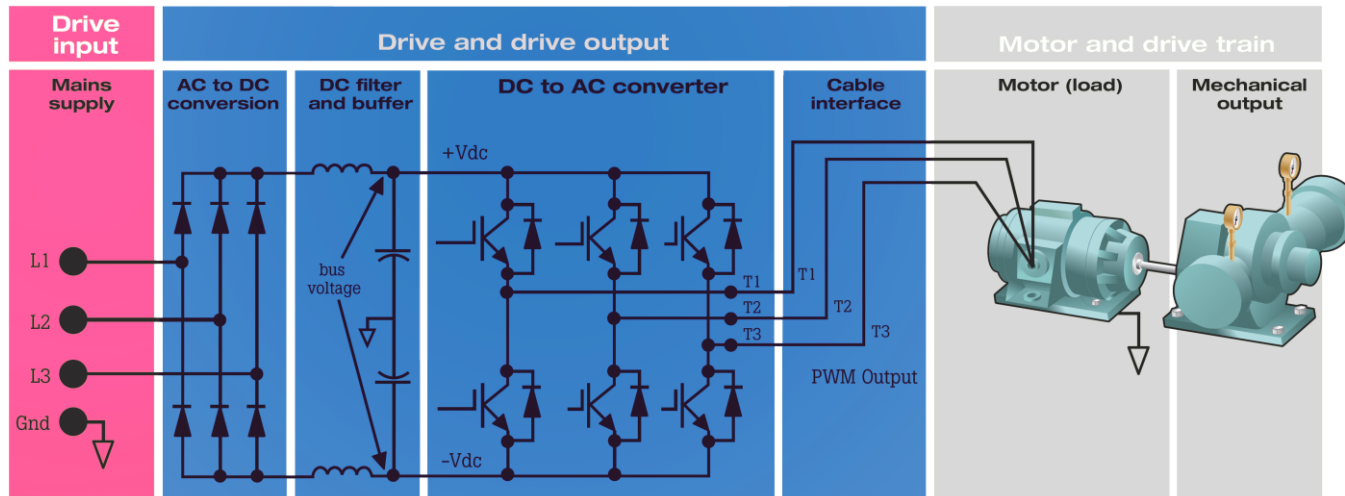 Drive
input
Drive and drive output
Motor and drive train
Mains
supply
AC to DC
conversion
DC filter
and buffer
DC to AC converter
Cable
interface
Motor (load)
Mechanical
output
+Vdc
L1
L2
L3
Gnd
bus
voltage
T1
T2
T3
T1
T2
T3
PWM Output
–Vdc